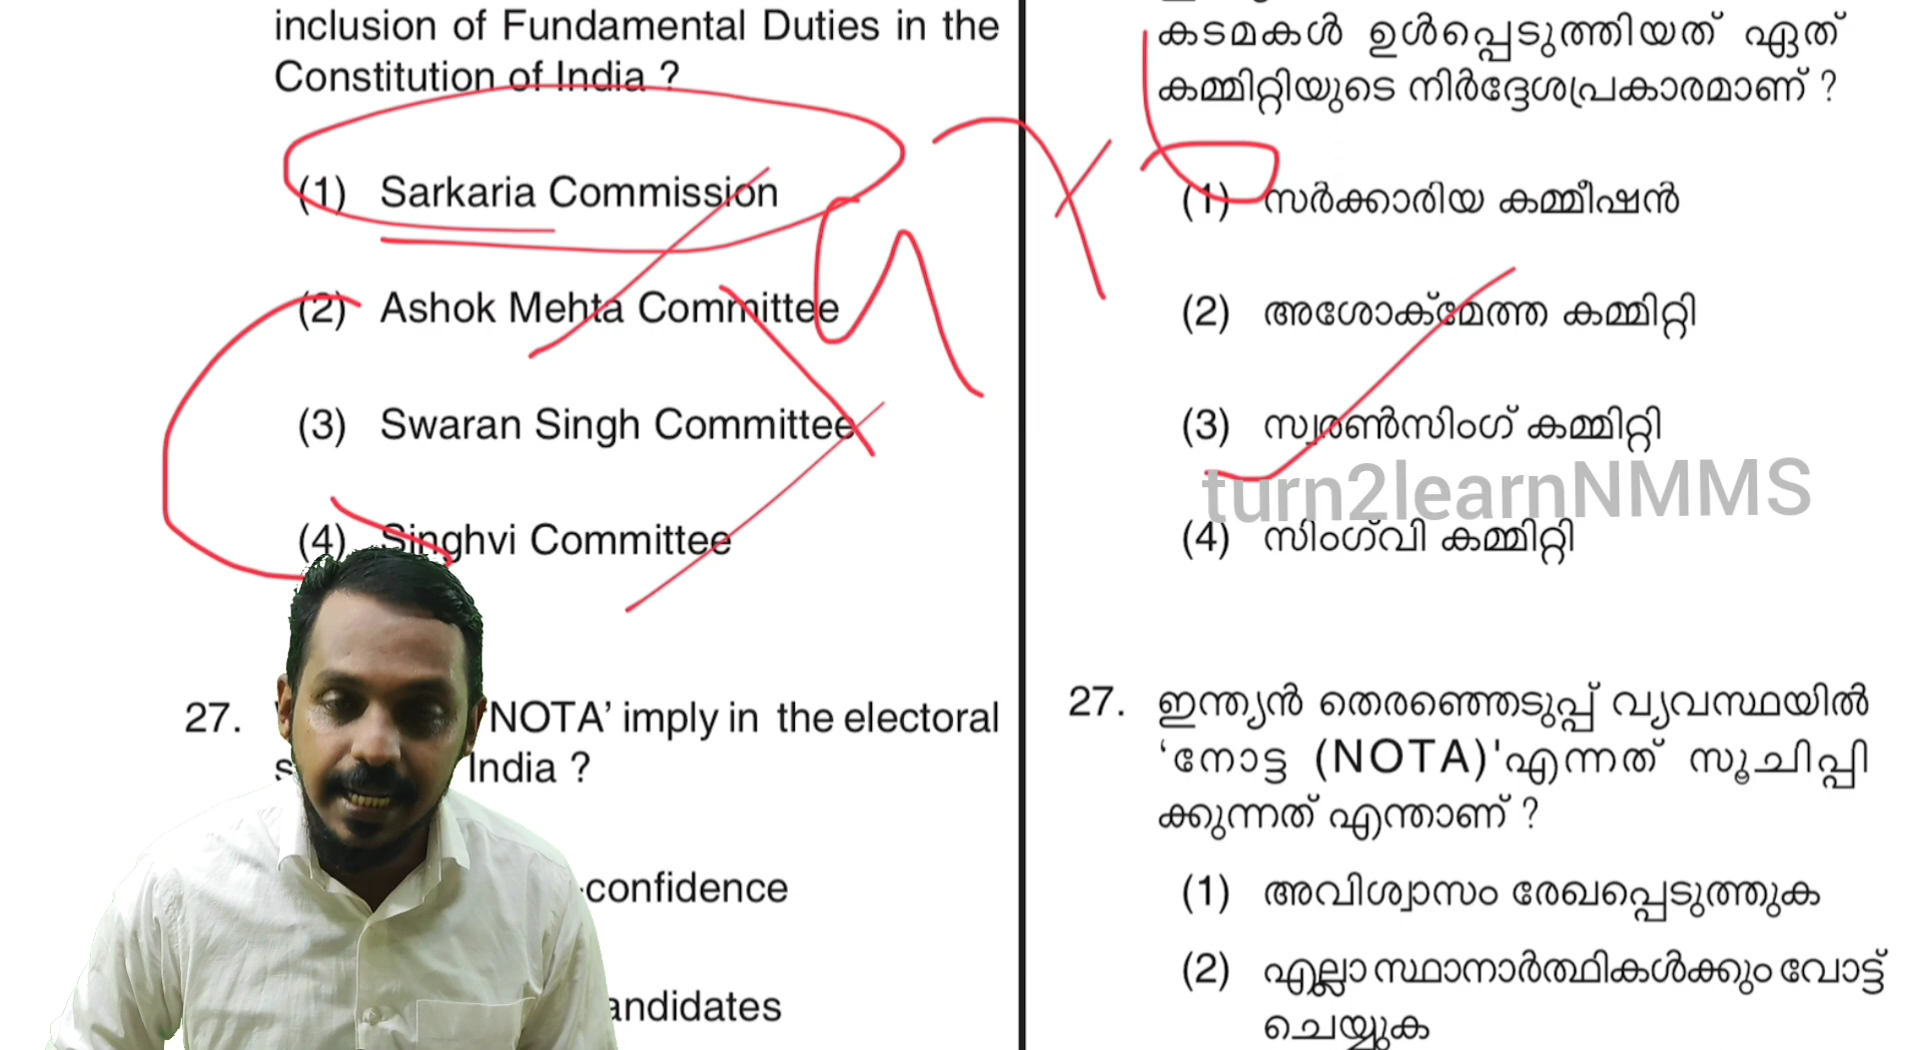 inclusion of Fundamental Duties in the
Constitution of India ?
(1) Sarkaria Commission
(2) Ashok Mehta Committee
(3) Swaran Singh Committee
(4) Singhvi Committee
27. 'NOTA' imply in the electoral
India ?
-confidence
andidates
കടമകൾ ഉൾപ്പെടുത്തിയത് ഏത്
കമ്മിറ്റിയുടെ നിർദ്ദേശപ്രകാരമാണ് ?
(1) സർക്കാരിയ കമ്മീഷൻ
(2) അശോക്മേത്ത കമ്മിറ്റി
(3) സ്വരൺസിംഗ് കമ്മിറ്റി
turn2learnNMMS
(4) സിംഗ്‌വി കമ്മിറ്റി
27. ഇന്ത്യൻ തെരഞ്ഞെടുപ്പ് വ്യവസ്ഥയിൽ
'നോട്ട (NOTA)'എന്നത് സൂചിപ്പി
ക്കുന്നത് എന്താണ് ?
(1) അവിശ്വാസം രേഖപ്പെടുത്തുക
(2) എല്ലാ സ്ഥാനാർത്ഥികൾക്കും വോട്ട്
ചെയ്യുക